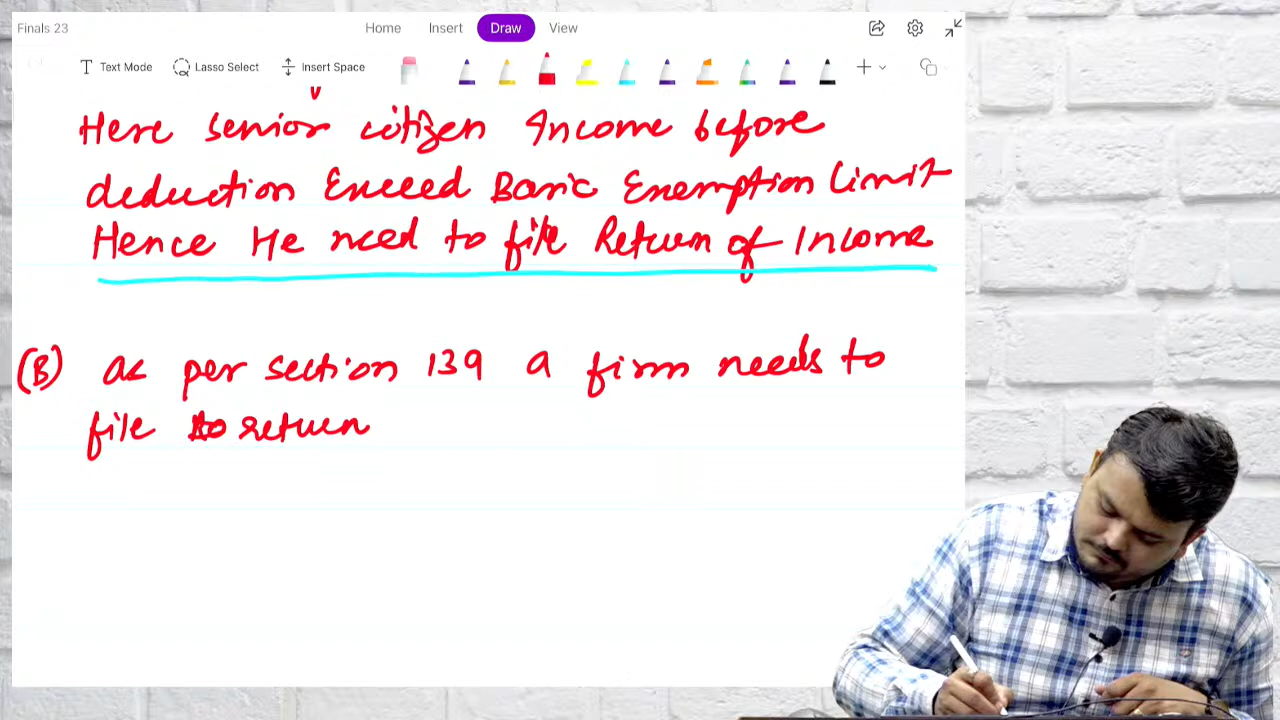 Finals 23
Home Insert Draw View
Text Mode Lasso Select Insert Space
Here senior citizen Income before
deduction Exceed Basic Exemption Limit
Hence He need to file Return of Income
(B) as per section 139 a firm needs to
file return